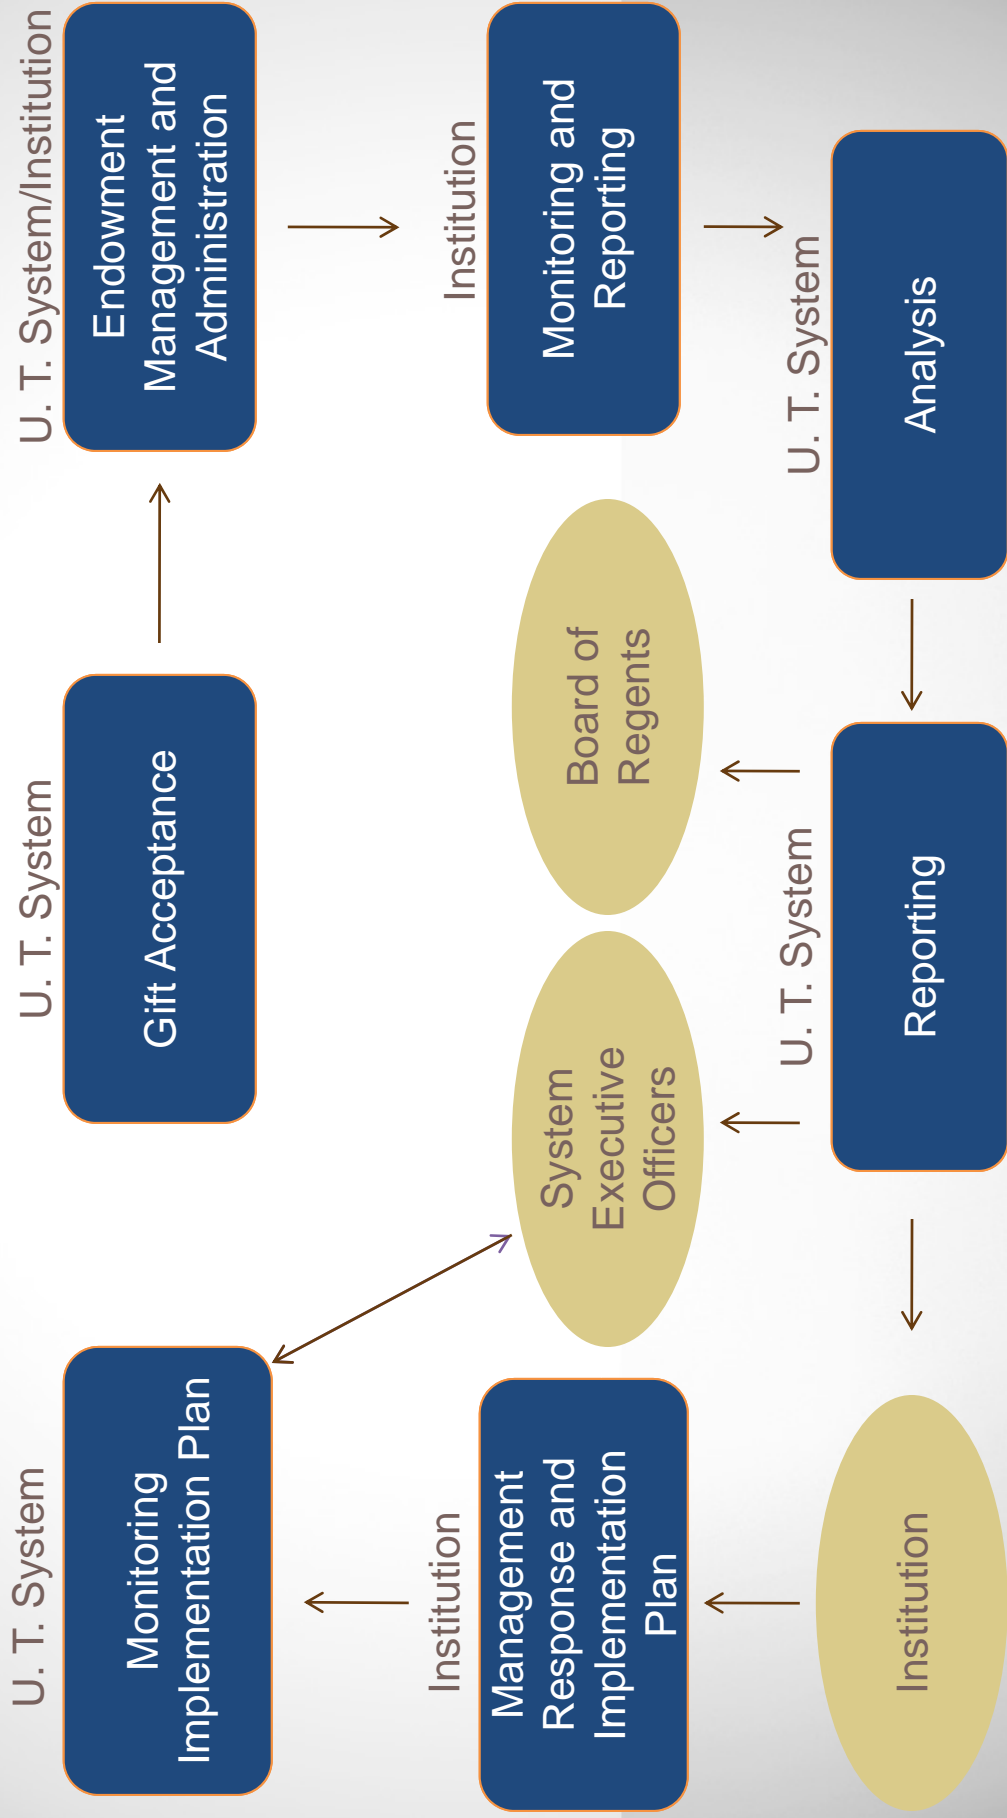 U. T. System
Monitoring
Implementation Plan
U. T. System
Gift Acceptance
U. T. System/Institution
Endowment
Management and
Administration
Institution
Management
Response and
Implementation
Plan
System
Executive
Officers
Board of
Regents
Institution
Monitoring and
Reporting
Institution
U. T. System
Reporting
U. T. System
Analysis